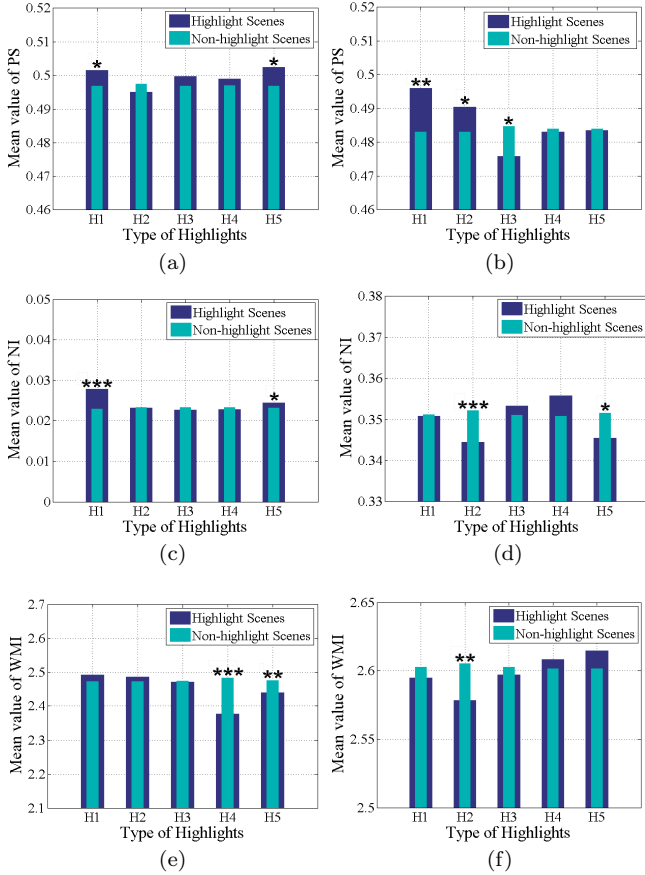 0.52
0.5
0.49
0.48
0.47
0.46
Mean value of PS
Highlight Scenes
Non-highlight Scenes
*
*
H1 H2 H3 H4 H5
Type of Highlights
(a)
0.52
0.5
0.49
0.48
0.47
0.46
Mean value of PS
Highlight Scenes
Non-highlight Scenes
**
*
*
H1 H2 H3 H4 H5
Type of Highlights
(b)
0.05
0.04
0.03
0.02
0.01
0
Mean value of NI
Highlight Scenes
Non-highlight Scenes
***
*
H1 H2 H3 H4 H5
Type of Highlights
(c)
0.38
0.37
0.36
0.35
0.34
0.33
Mean value of NI
Highlight Scenes
Non-highlight Scenes
***
*
H1 H2 H3 H4 H5
Type of Highlights
(d)
2.7
2.6
2.5
2.4
2.3
2.2
2.1
Mean value of WMI
Highlight Scenes
Non-highlight Scenes
***
**
H1 H2 H3 H4 H5
Type of Highlights
(e)
2.65
2.6
2.55
2.5
Mean value of WMI
Highlight Scenes
Non-highlight Scenes
**
H1 H2 H3 H4 H5
Type of Highlights
(f)